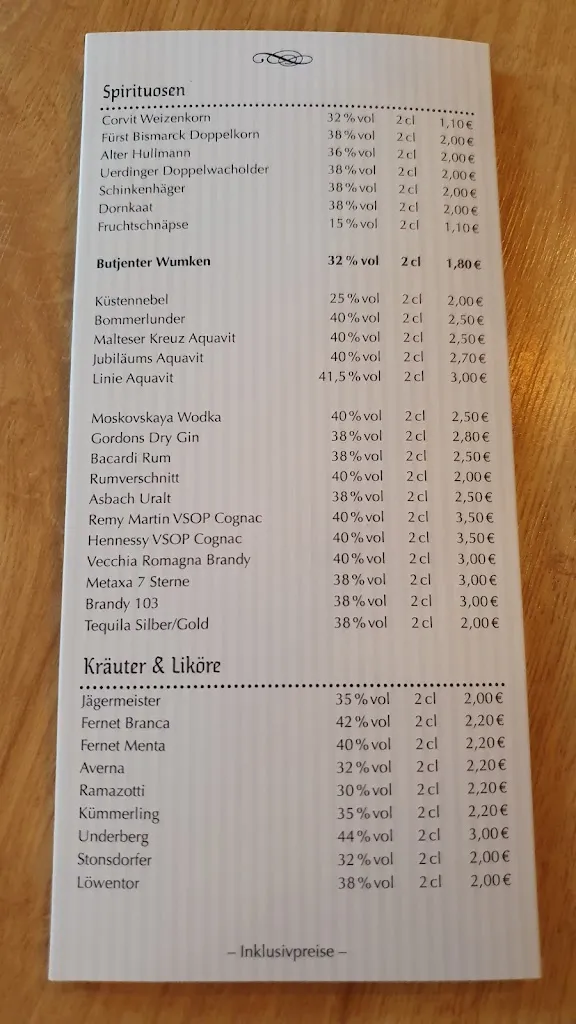 Spirituosen
Corvit Weizenkorn 32 % vol 2 cl 1,10 €
Fürst Bismarck Doppelkorn 38 % vol 2 cl 2,00 €
Alter Hullmann 36 % vol 2 cl 2,00 €
Uerdinger Doppelwacholder 38 % vol 2 cl 2,00 €
Schinkenhäger 38 % vol 2 cl 2,00 €
Dornkaat 38 % vol 2 cl 2,00 €
Fruchtschnäpse 15 % vol 2 cl 1,10 €
Butjenter Wumken 32 % vol 2 cl 1,80 €
Küstennebel 25 % vol 2 cl 2,00 €
Bommerlunder 40 % vol 2 cl 2,50 €
Malteser Kreuz Aquavit 40 % vol 2 cl 2,50 €
Jubiläums Aquavit 40 % vol 2 cl 2,70 €
Linie Aquavit 41,5 % vol 2 cl 3,00 €
Moskovskaya Wodka 40 % vol 2 cl 2,50 €
Gordons Dry Gin 38 % vol 2 cl 2,80 €
Bacardi Rum 38 % vol 2 cl 2,50 €
Rumverschnitt 40 % vol 2 cl 2,00 €
Asbach Uralt 38 % vol 2 cl 2,50 €
Remy Martin VSOP Cognac 40 % vol 2 cl 3,50 €
Hennessy VSOP Cognac 40 % vol 2 cl 3,50 €
Vecchia Romagna Brandy 40 % vol 2 cl 3,00 €
Metaxa 7 Sterne 38 % vol 2 cl 3,00 €
Brandy 103 38 % vol 2 cl 3,00 €
Tequila Silber/Gold 38 % vol 2 cl 2,00 €
Kräuter & Liköre
Jägermeister 35 % vol 2 cl 2,00 €
Fernet Branca 42 % vol 2 cl 2,20 €
Fernet Menta 40 % vol 2 cl 2,20 €
Averna 32 % vol 2 cl 2,20 €
Ramazotti 30 % vol 2 cl 2,20 €
Kümmerling 35 % vol 2 cl 2,20 €
Underberg 44 % vol 2 cl 3,00 €
Stonsdorfer 32 % vol 2 cl 2,00 €
Löwentor 38 % vol 2 cl 2,00 €
– Inklusivpreise –